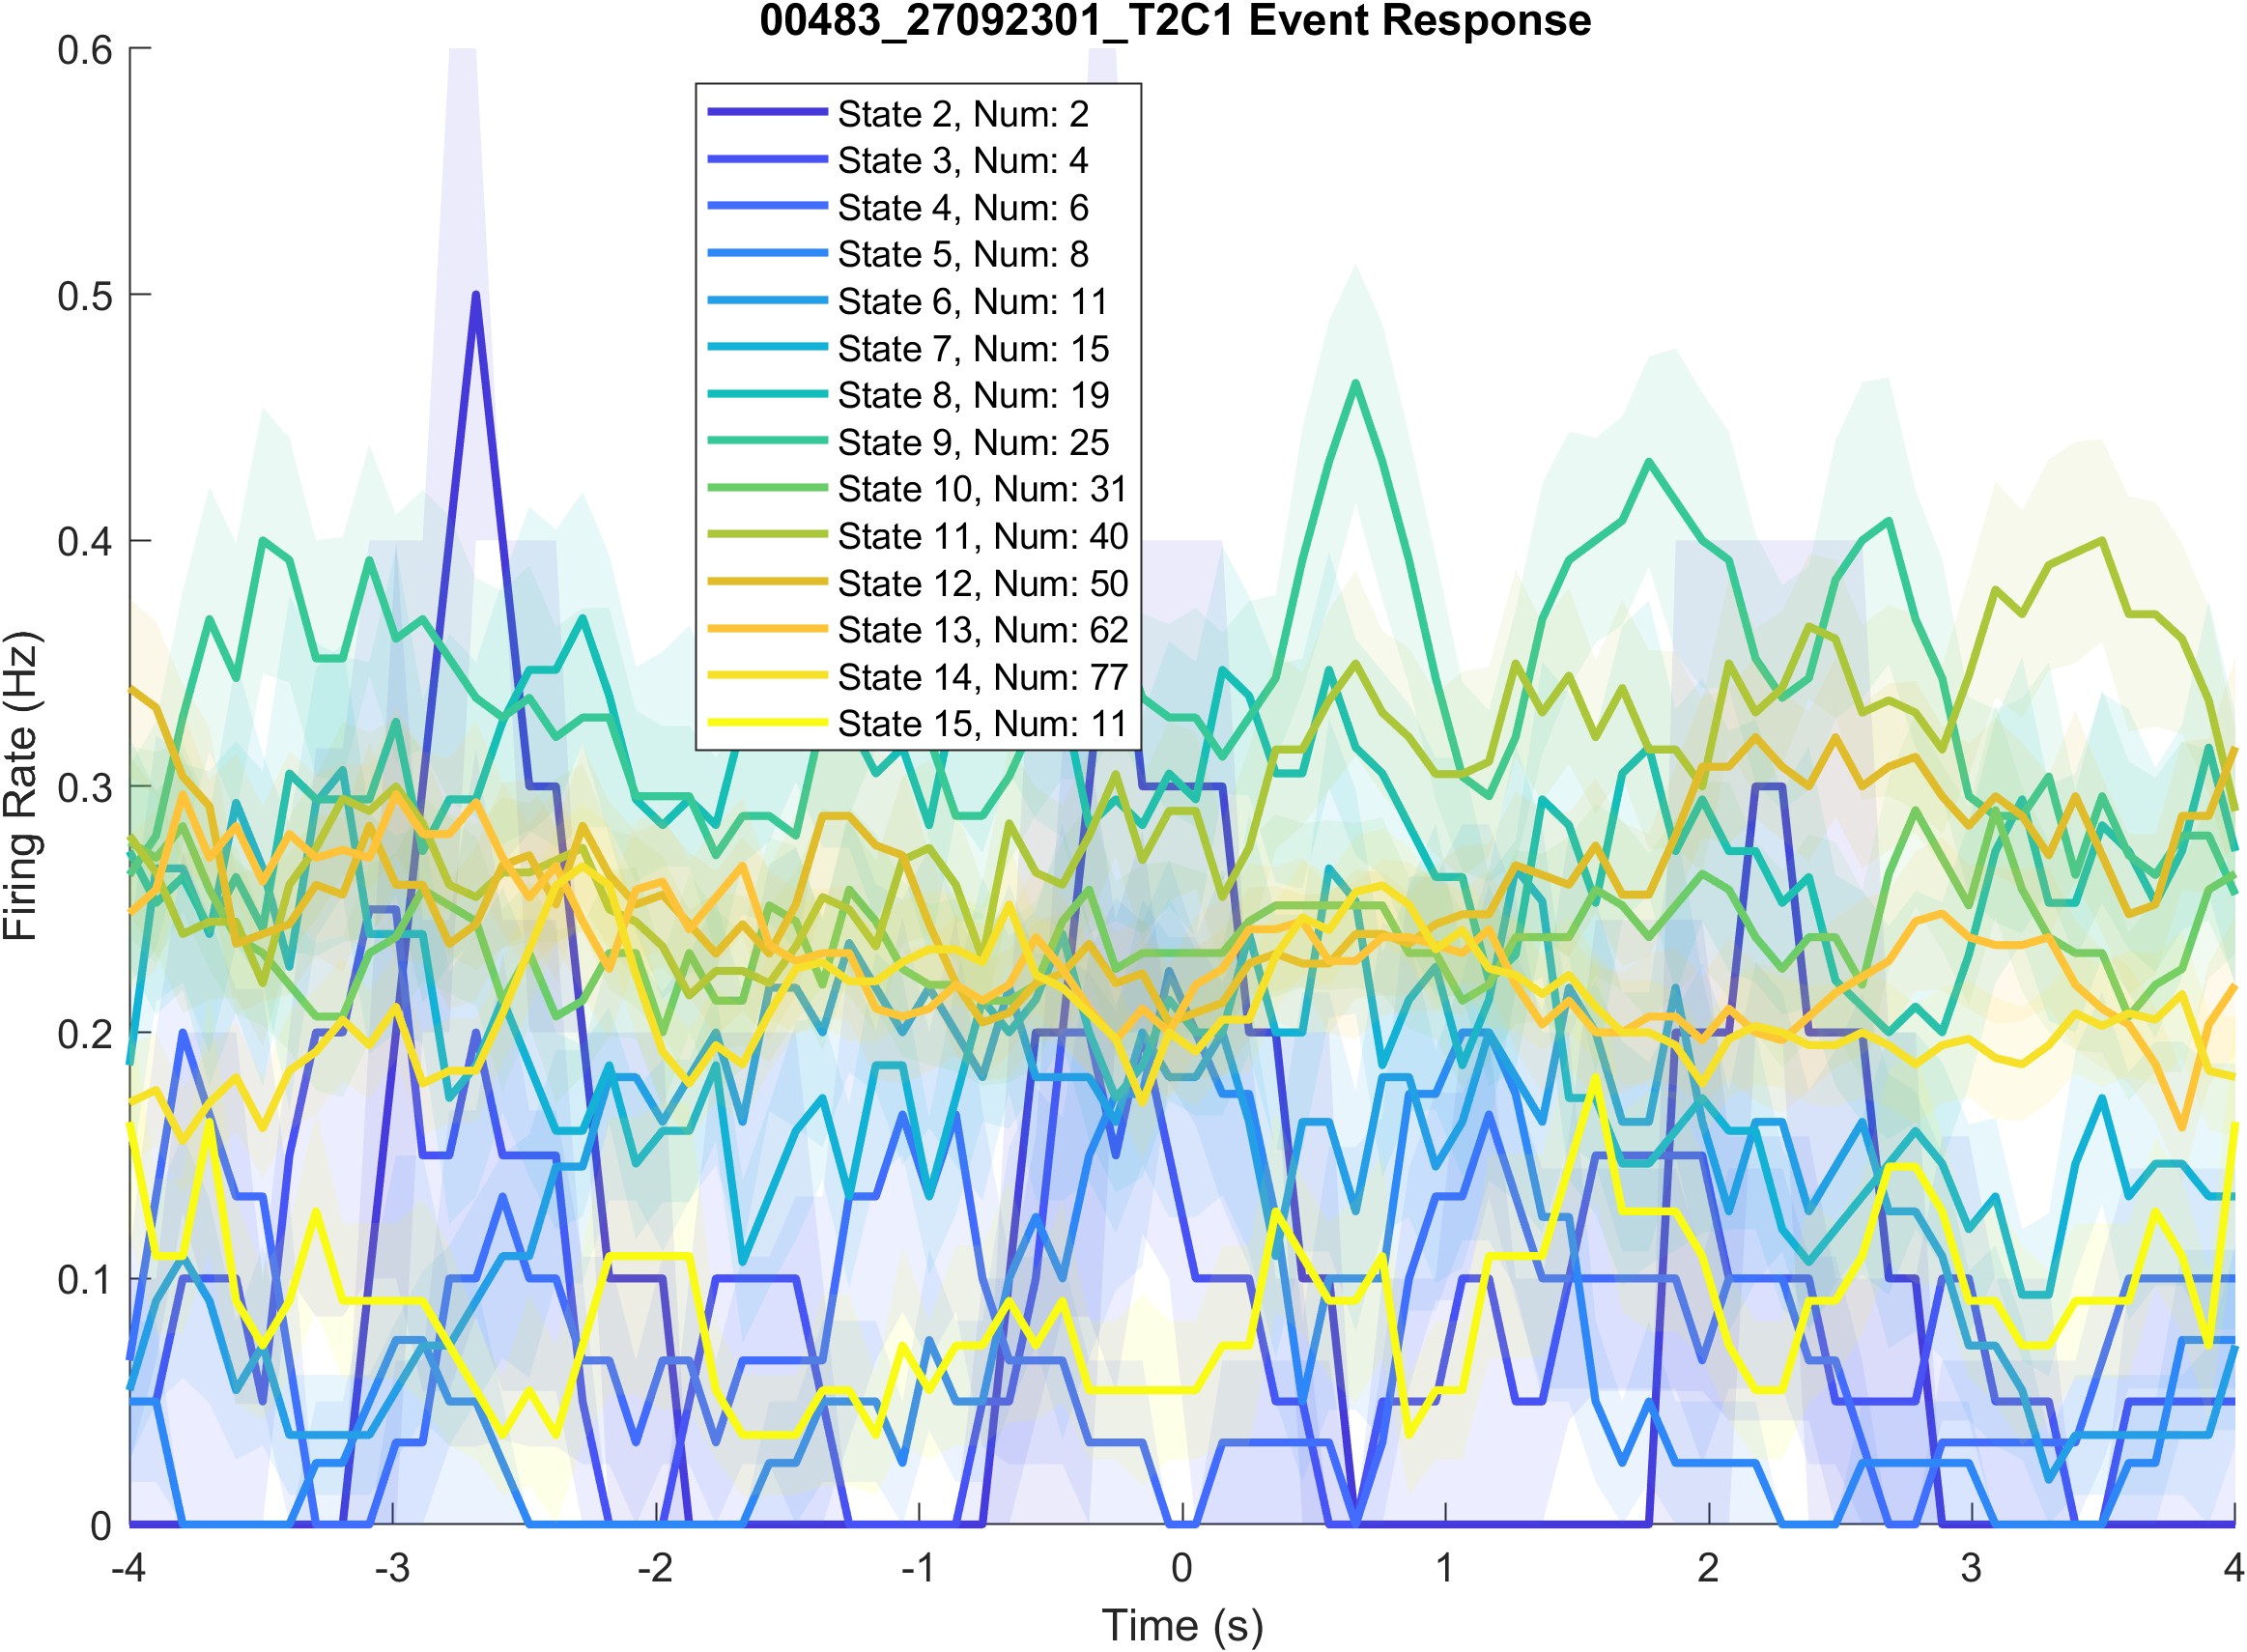 00483_27092301_T2C1 Event Response
0.6
0.5
0.4
0.3
0.2
0.1
0
Firing Rate (Hz)
State 2, Num: 2
State 3, Num: 4
State 4, Num: 6
State 5, Num: 8
State 6, Num: 11
State 7, Num: 15
State 8, Num: 19
State 9, Num: 25
State 10, Num: 31
State 11, Num: 40
State 12, Num: 50
State 13, Num: 62
State 14, Num: 77
State 15, Num: 11
-4 -3 -2 -1 0 1 2 3 4
Time (s)